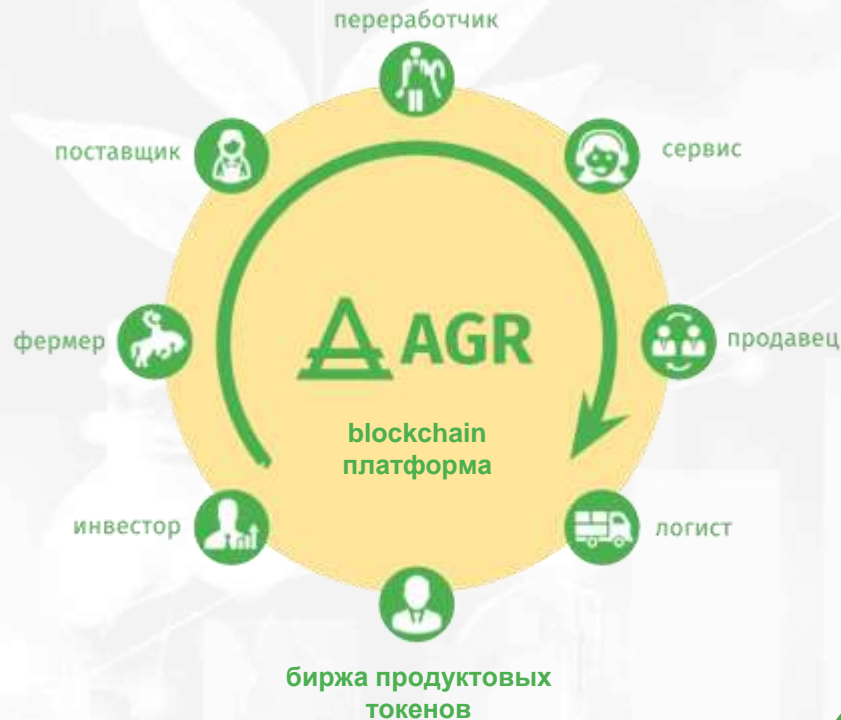 переработчик
поставщик
сервис
фермер
AGR
продавец
blockchain
платформа
инвестор
логист
биржа продуктовых
токенов